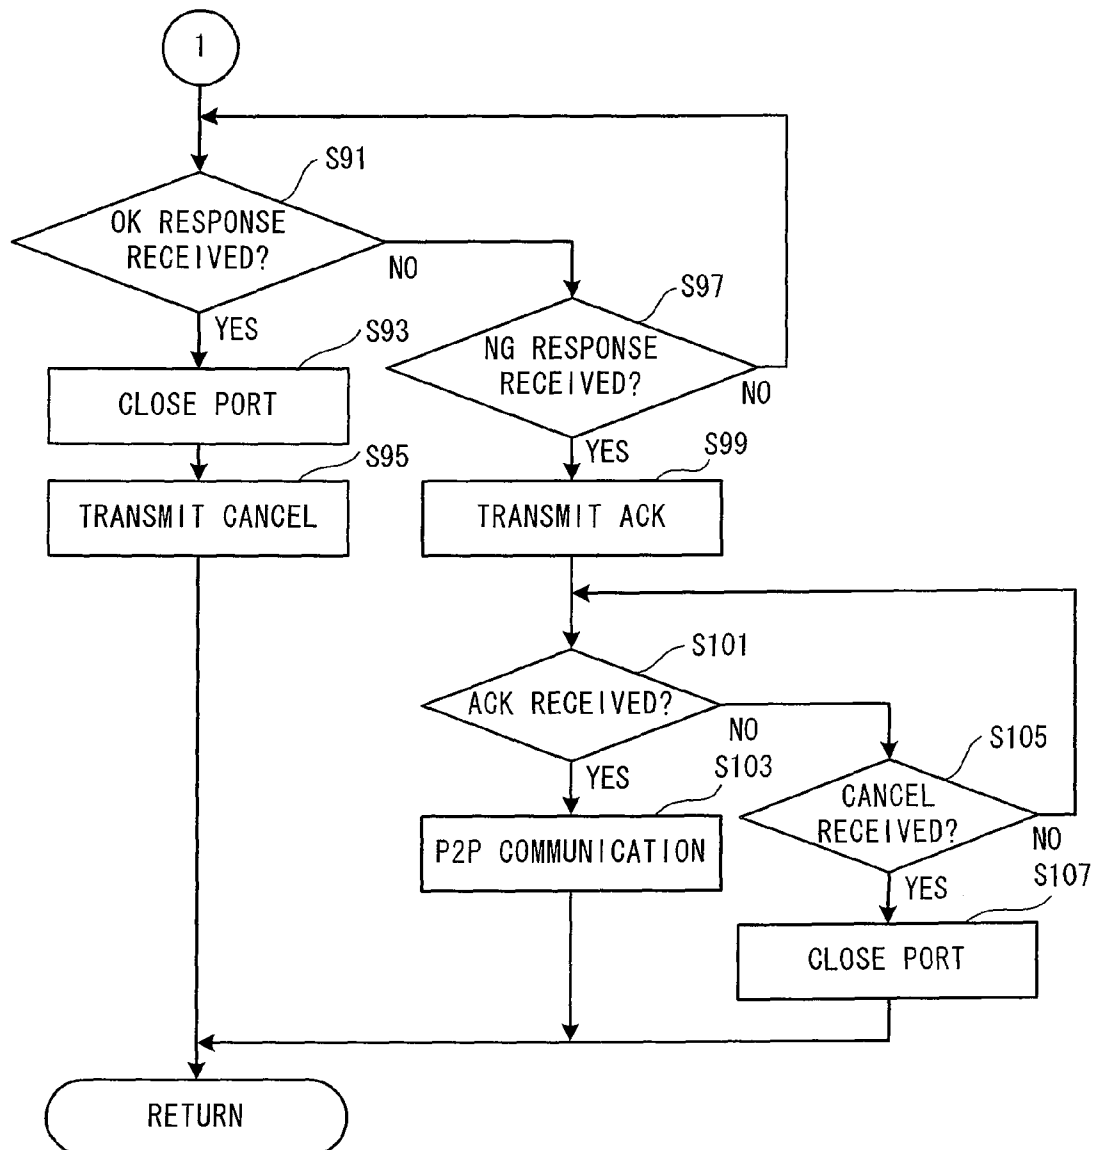 1
S91
OK RESPONSE
RECEIVED?
NO
YES
S97
NG RESPONSE
RECEIVED?
NO
YES
S93
CLOSE PORT
S95
TRANSMIT CANCEL
S99
TRANSMIT ACK
S101
ACK RECEIVED?
NO
YES
S103
P2P COMMUNICATION
S105
CANCEL
RECEIVED?
NO
YES
S107
CLOSE PORT
RETURN